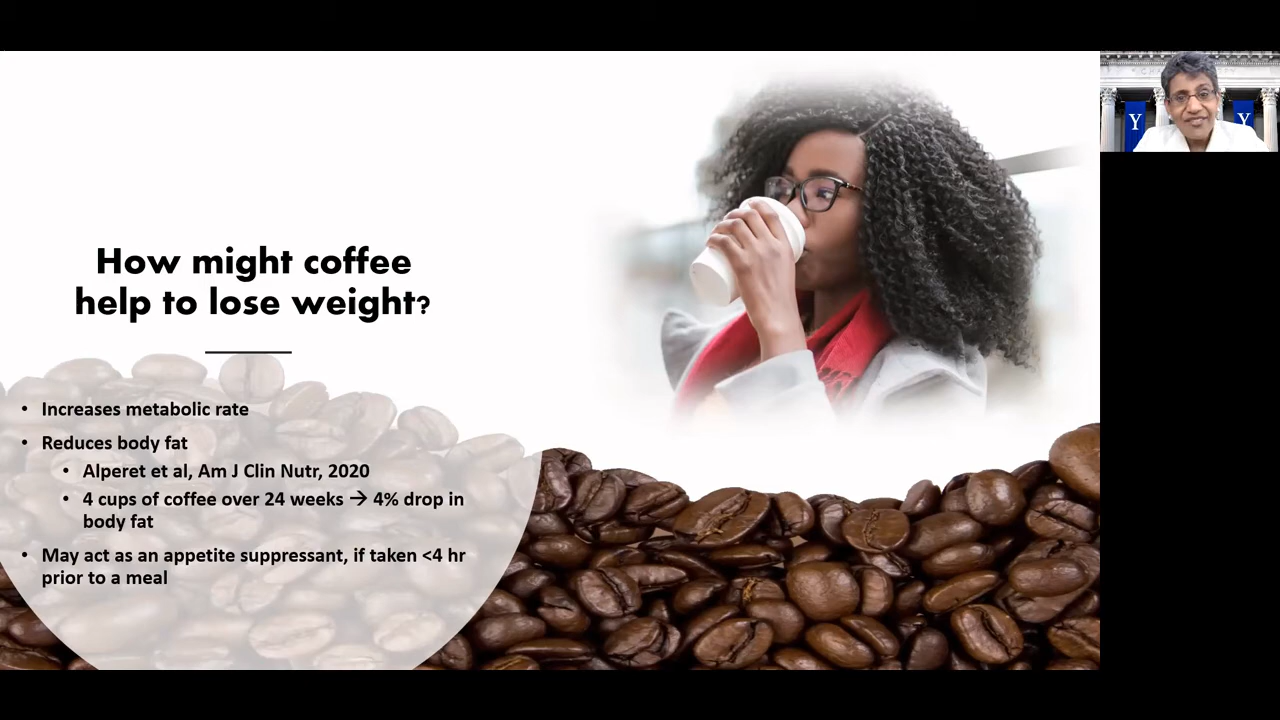 How might coffee
help to lose weight?
• Increases metabolic rate
• Reduces body fat
• Alperet et al, Am J Clin Nutr, 2020
• 4 cups of coffee over 24 weeks → 4% drop in
body fat
• May act as an appetite suppressant, if taken <4 hr
prior to a meal
Y Y